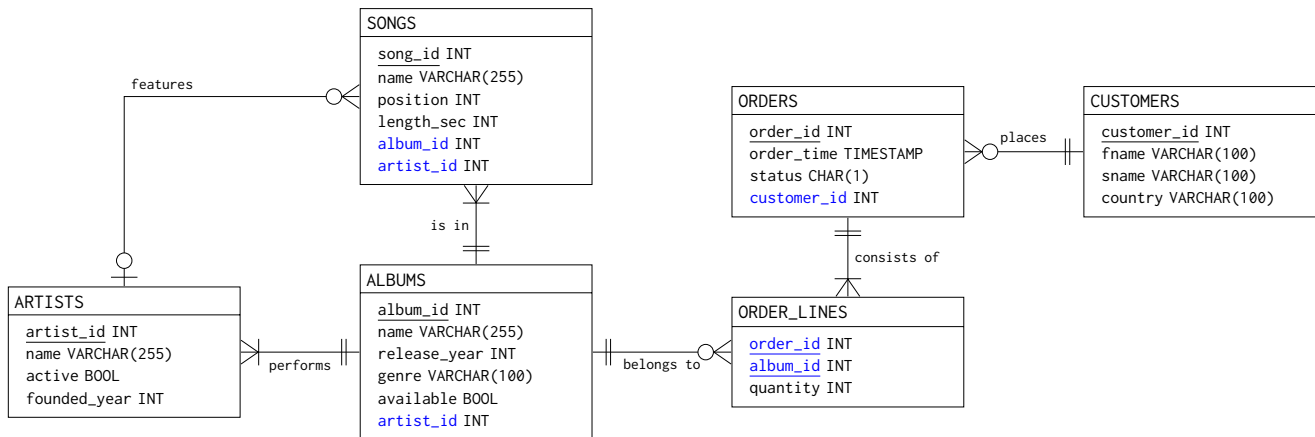 SONGS
song_id INT
name VARCHAR(255)
position INT
length_sec INT
album_id INT
artist_id INT
features
is in
ARTISTS
artist_id INT
name VARCHAR(255)
active BOOL
founded_year INT
performs
ALBUMS
album_id INT
name VARCHAR(255)
release_year INT
genre VARCHAR(100)
available BOOL
artist_id INT
belongs to
ORDERS
order_id INT
order_time TIMESTAMP
status CHAR(1)
customer_id INT
places
CUSTOMERS
customer_id INT
fname VARCHAR(100)
sname VARCHAR(100)
country VARCHAR(100)
consists of
ORDER_LINES
order_id INT
album_id INT
quantity INT